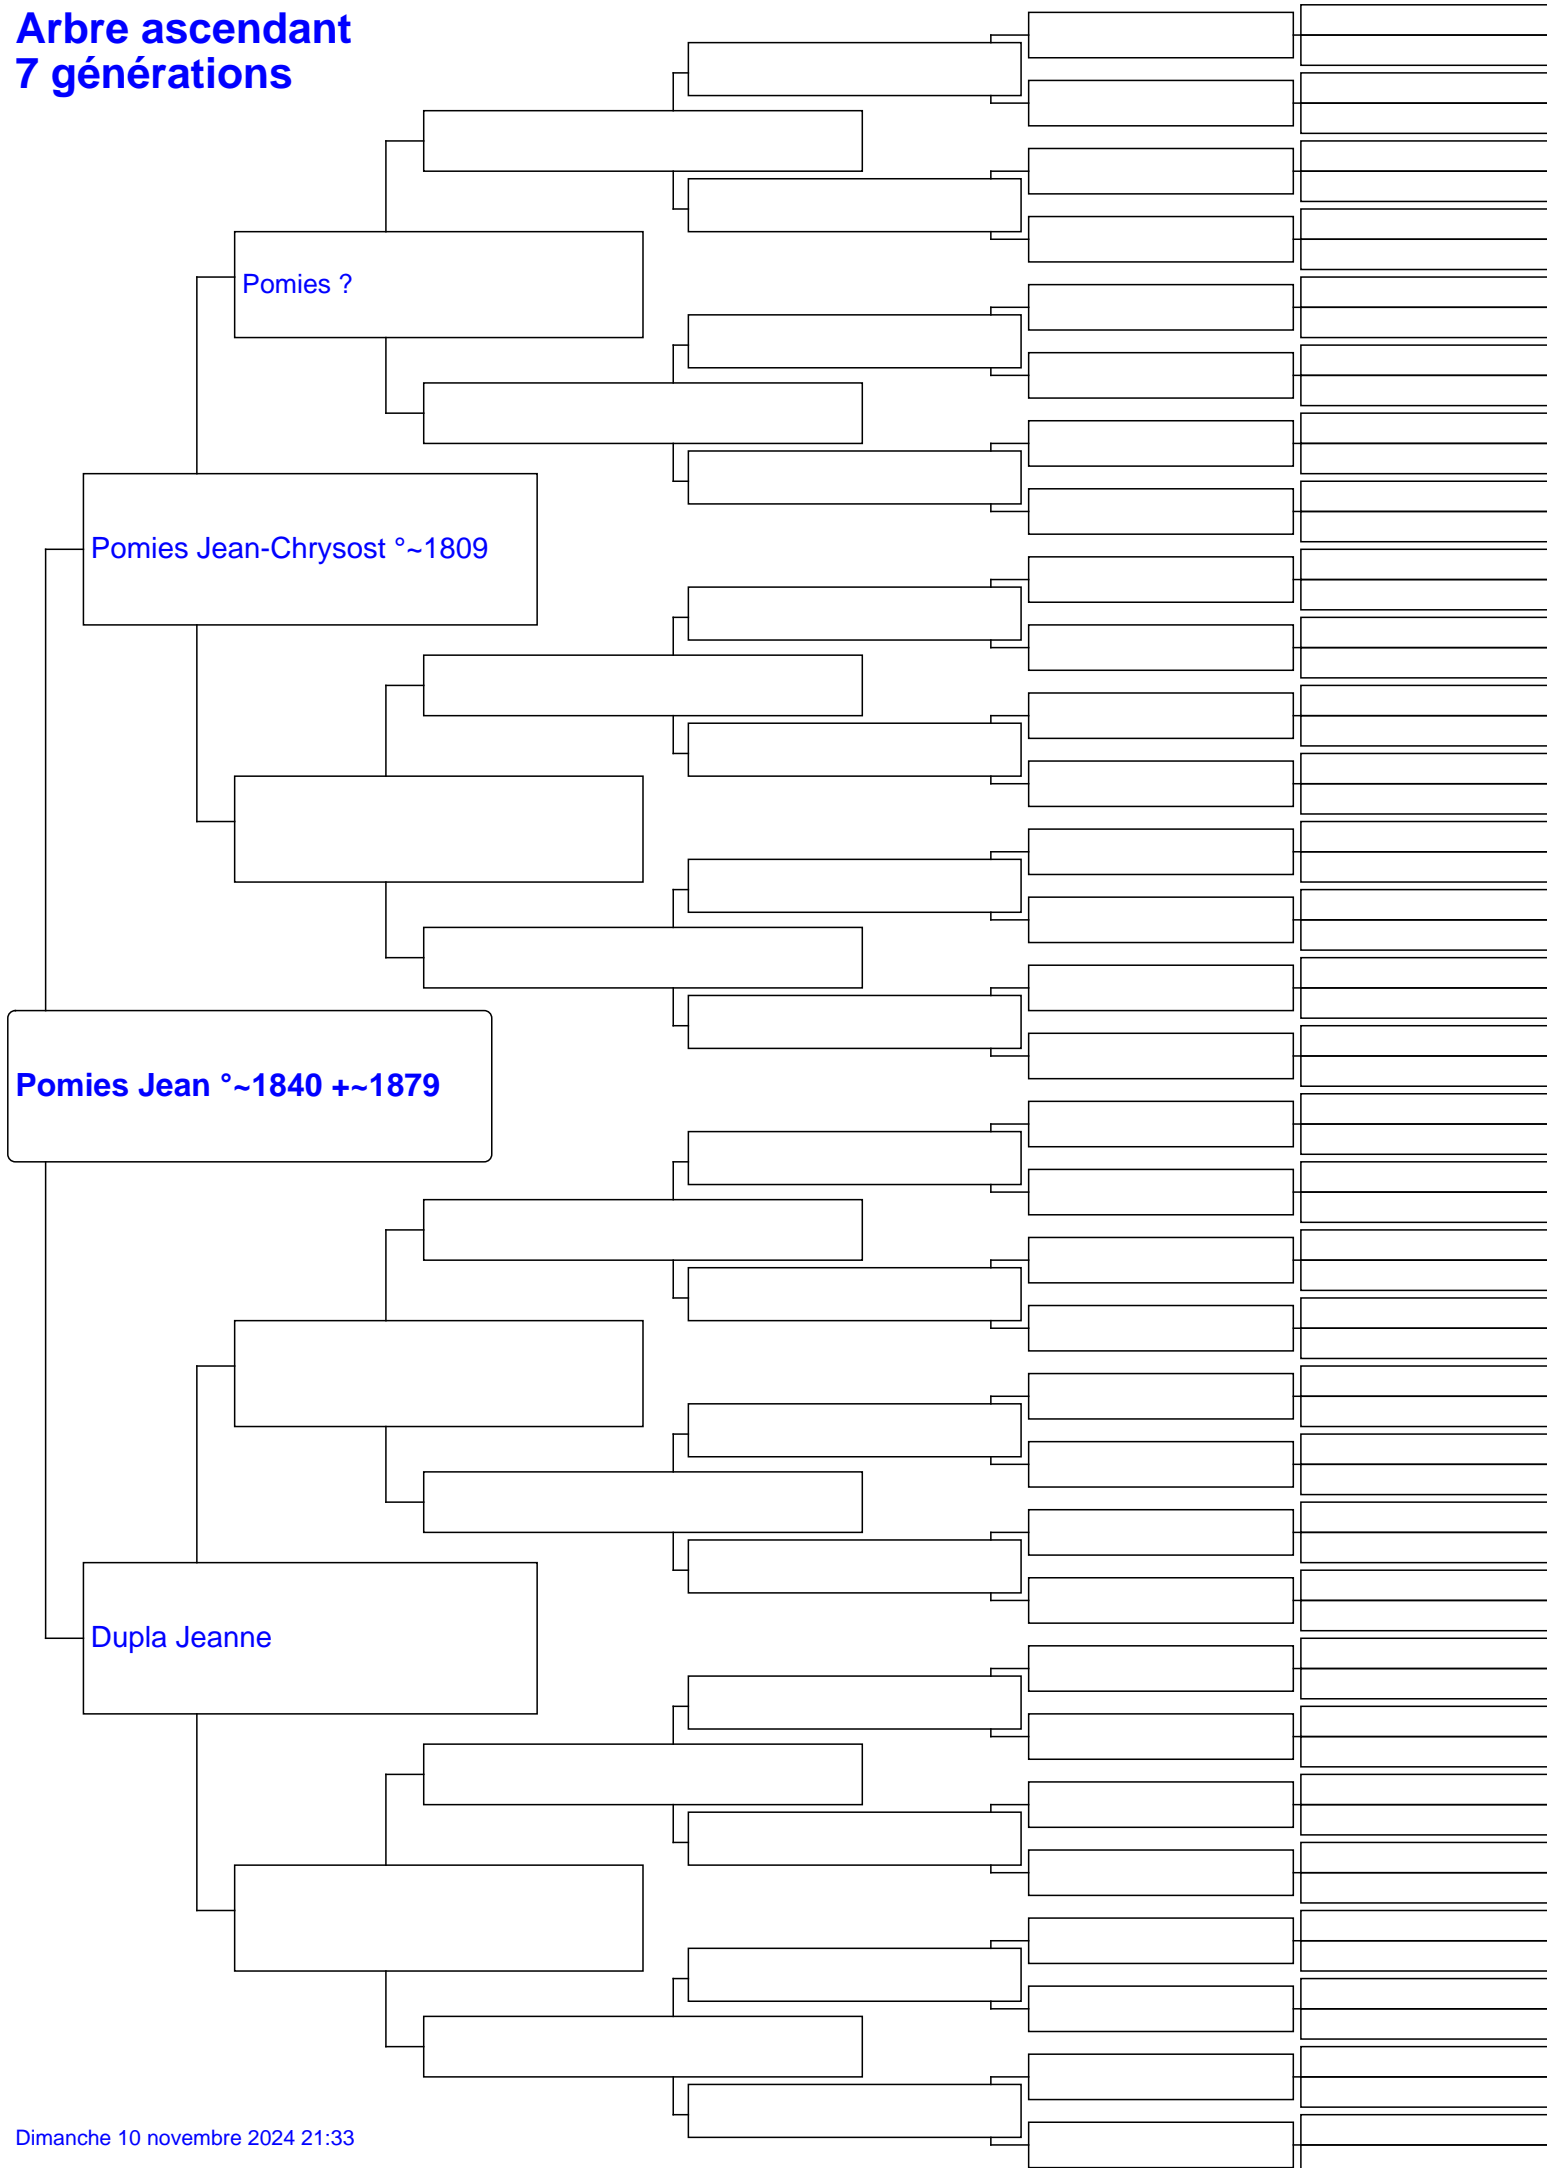 Arbre ascendant
7 générations
Pomies ?
Pomies Jean-Chrysost °~1809
Pomies Jean °~1840 +~1879
Dupla Jeanne
Dimanche 10 novembre 2024 21:33